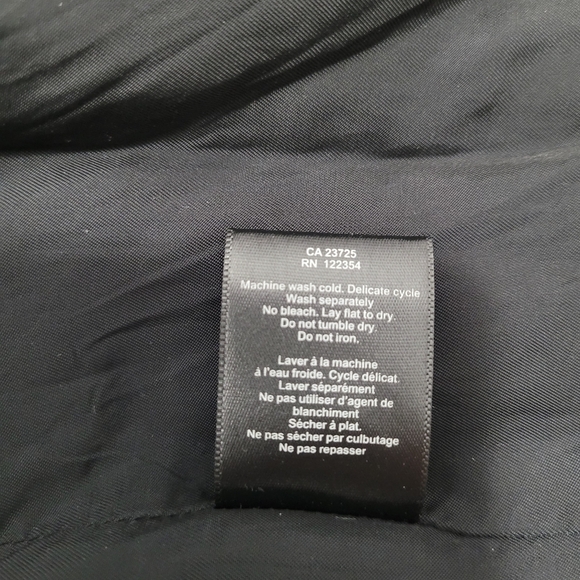 CA 23725
RN 122354
Machine wash cold. Delicate cycle
Wash separately
No bleach. Lay flat to dry.
Do not tumble dry.
Do not iron.
Laver à la machine
à l'eau froide. Cycle délicat.
Laver séparément
Ne pas utiliser d'agent de
blanchiment
Sécher à plat.
Ne pas sécher par culbutage
Ne pas repasser